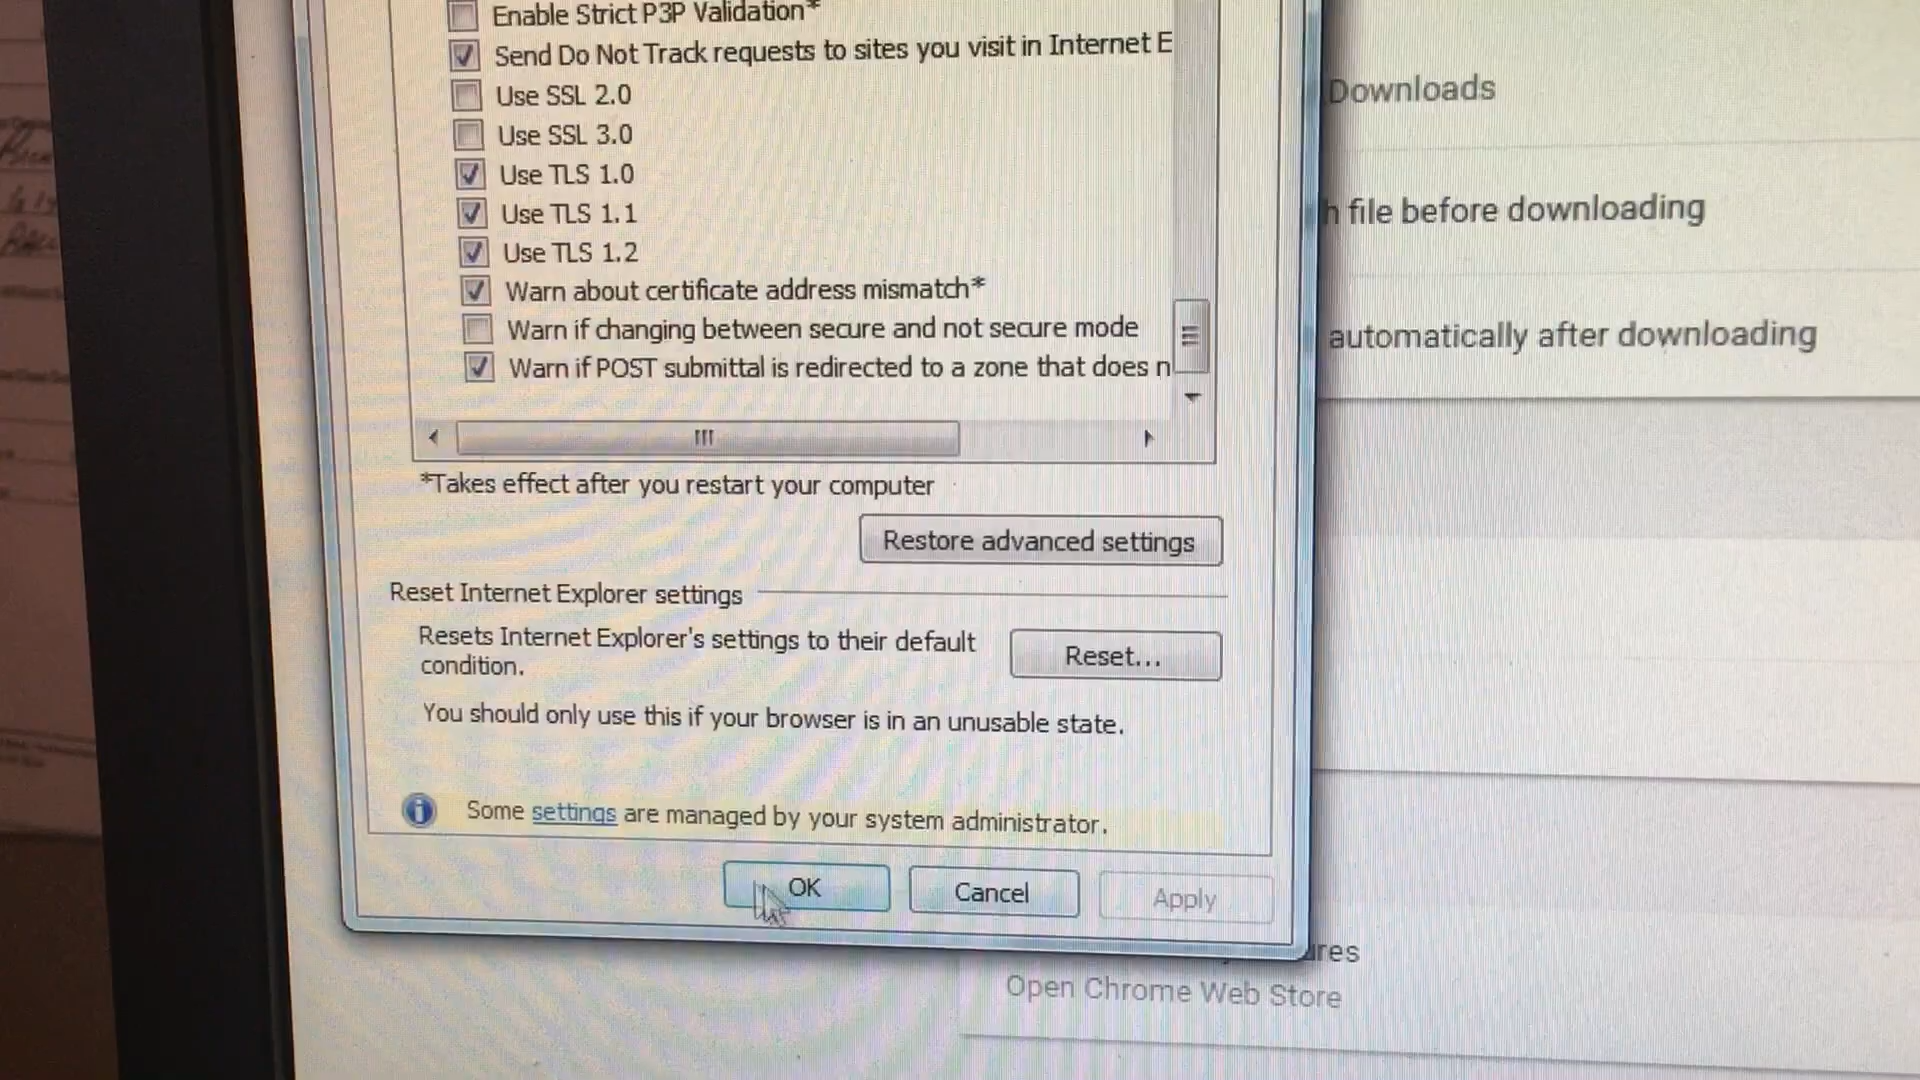 Enable Strict P3P Validation*
Send Do Not Track requests to sites you visit in Internet E
Use SSL 2.0
Use SSL 3.0
Use TLS 1.0
Use TLS 1.1
Use TLS 1.2
Warn about certificate address mismatch*
Warn if changing between secure and not secure mode
Warn if POST submittal is redirected to a zone that does n
*Takes effect after you restart your computer
Restore advanced settings
Reset Internet Explorer settings
Resets Internet Explorer's settings to their default
condition.
Reset...
You should only use this if your browser is in an unusable state.
Some settings are managed by your system administrator.
OK
Cancel
Apply
Downloads
h file before downloading
automatically after downloading
res
Open Chrome Web Store